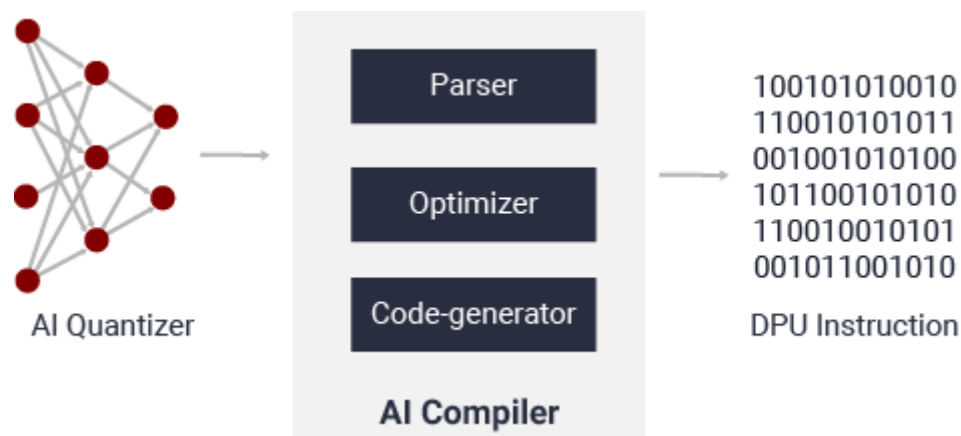 Parser
Optimizer
Code-generator
AI Compiler
AI Quantizer
100101010010
110010101011
001001010100
101100101010
110010010101
001011001010
DPU Instruction